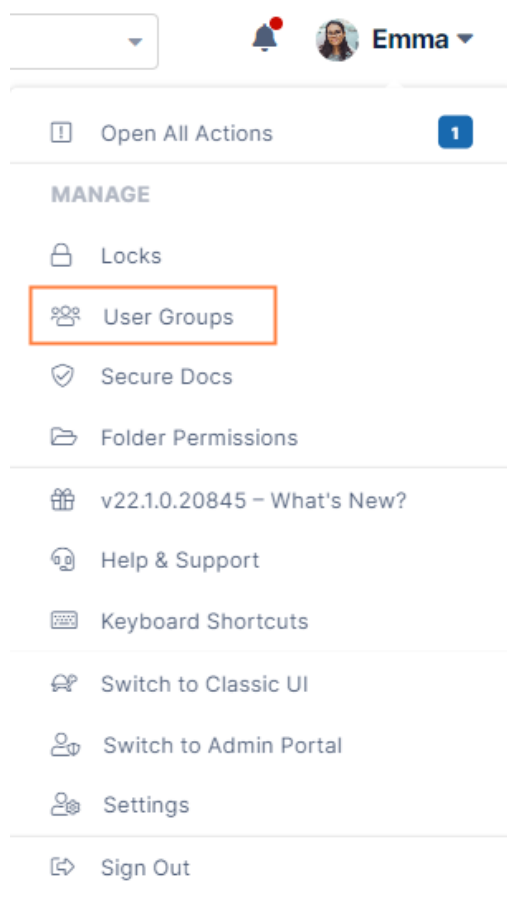 Emma
Open All Actions 1
MANAGE
Locks
User Groups
Secure Docs
Folder Permissions
v22.1.0.20845 – What's New?
Help & Support
Keyboard Shortcuts
Switch to Classic UI
Switch to Admin Portal
Settings
Sign Out